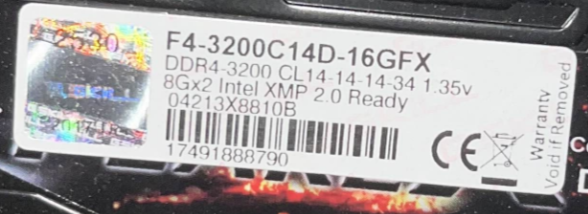 F4-3200C14D-16GFX
DDR4-3200 CL14-14-14-34 1.35v
8Gx2 Intel XMP 2.0 Ready
04213X8810B
17491888790
CE
Warranty
Void if Removed